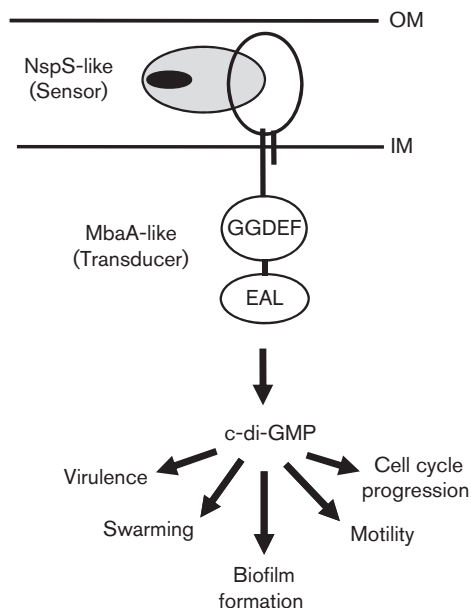 OM
NspS-like
(Sensor)
IM
MbaA-like
(Transducer)
GGDEF
EAL
c-di-GMP
Virulence
Cell cycle
progression
Swarming
Motility
Biofilm
formation